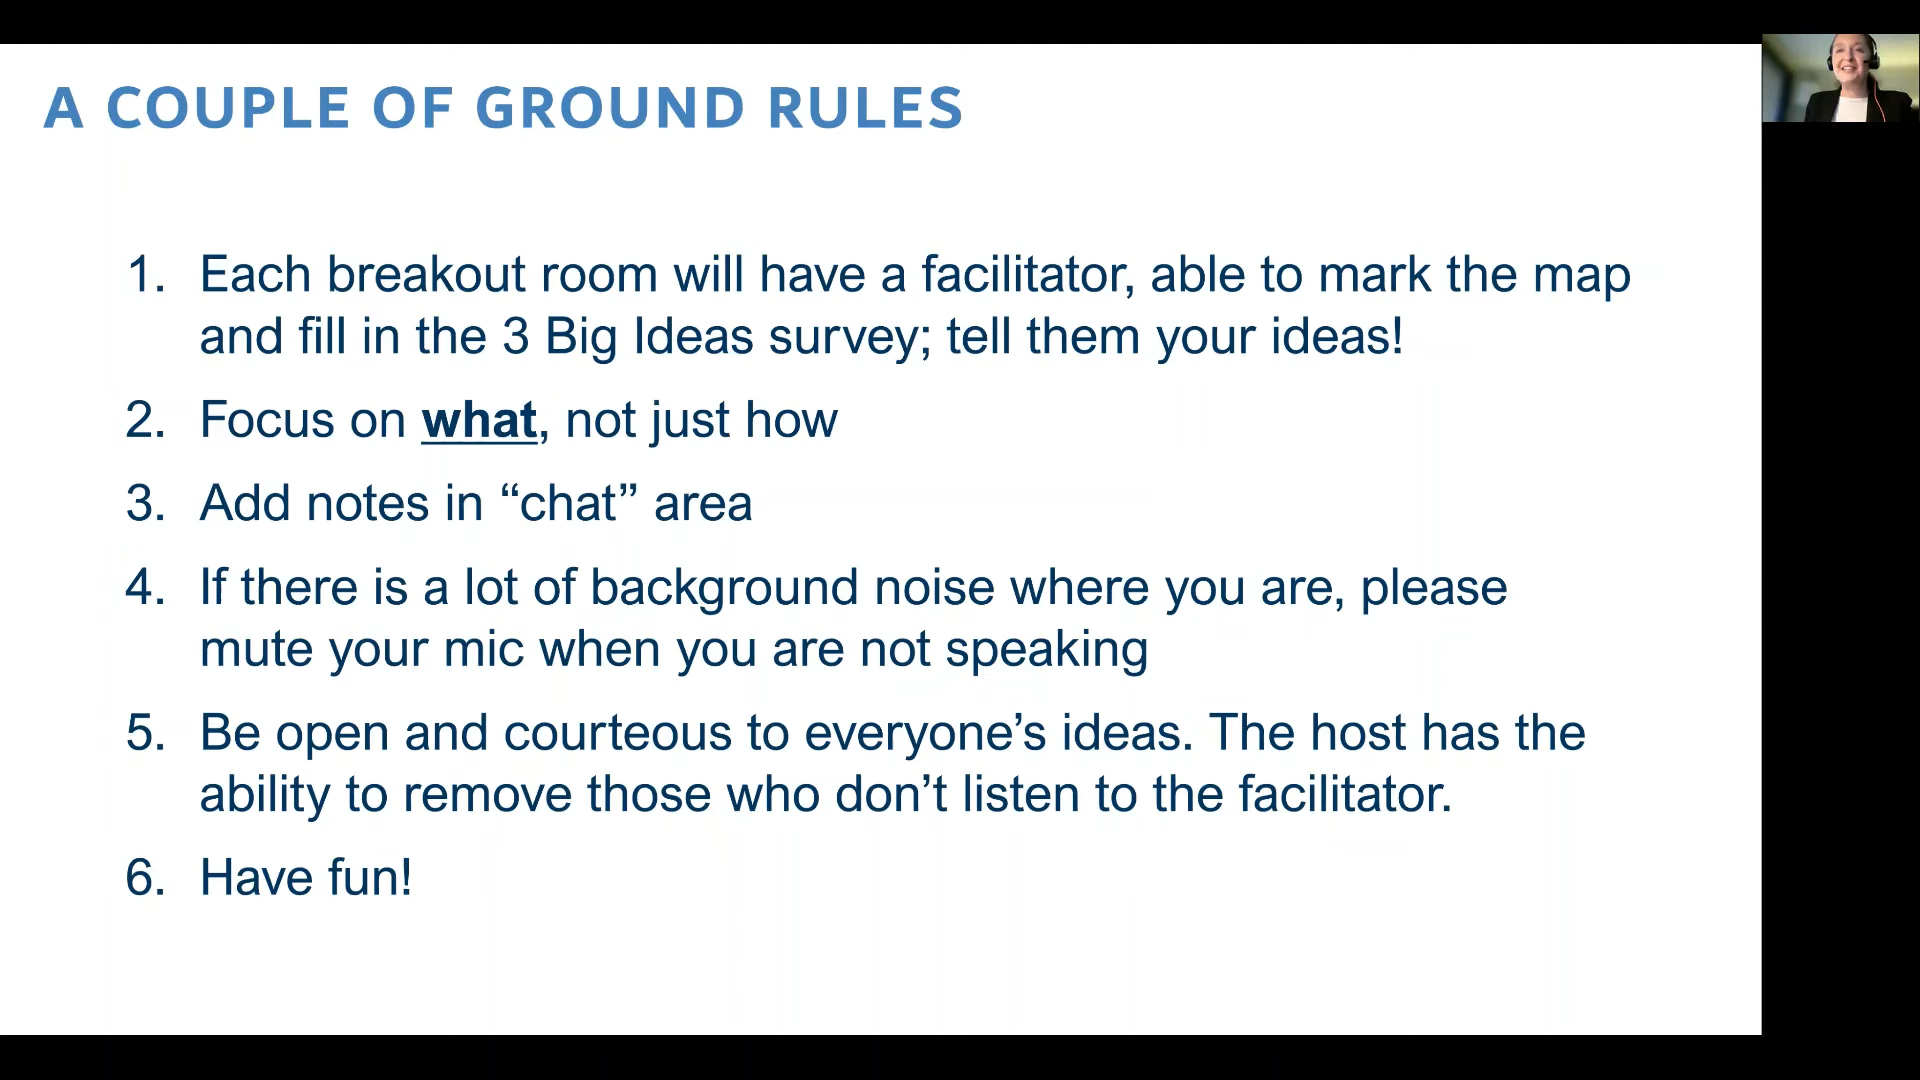 A COUPLE OF GROUND RULES
1. Each breakout room will have a facilitator, able to mark the map
and fill in the 3 Big Ideas survey; tell them your ideas!
2. Focus on what, not just how
3. Add notes in “chat” area
4. If there is a lot of background noise where you are, please
mute your mic when you are not speaking
5. Be open and courteous to everyone’s ideas. The host has the
ability to remove those who don’t listen to the facilitator.
6. Have fun!